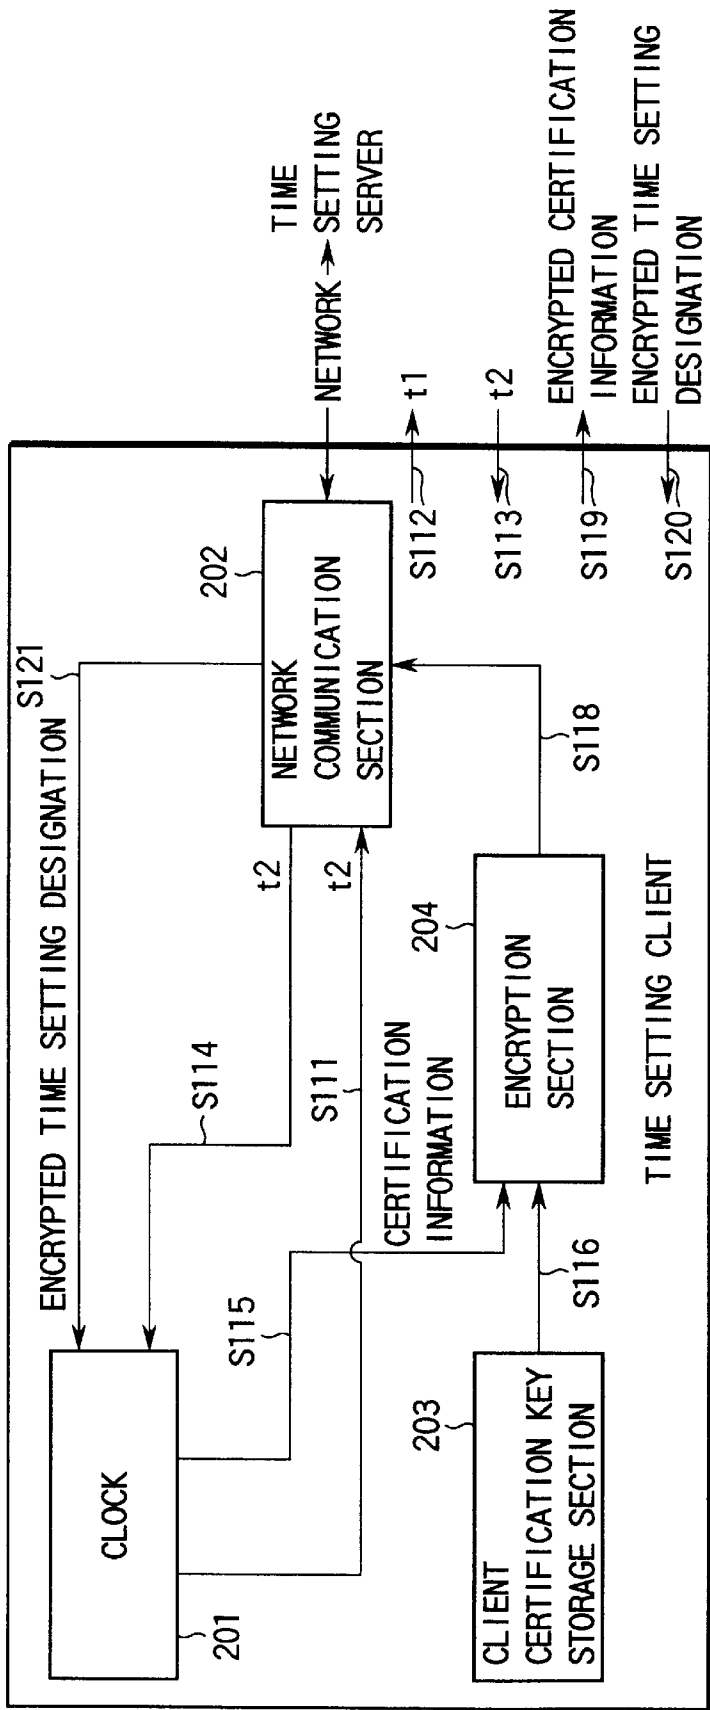 ENCRYPTED TIME SETTING DESIGNATION
S121
CLOCK
201
S114
t2
202
NETWORK
COMMUNICATION
SECTION
NETWORK
TIME
SETTING
SERVER
S115
S111
t2
S112
t1
CERTIFICATION
INFORMATION
S113
t2
203
CLIENT
CERTIFICATION KEY
STORAGE SECTION
S116
204
ENCRYPTION
SECTION
S118
S119
ENCRYPTED CERTIFICATION
INFORMATION
S120
ENCRYPTED TIME SETTING
DESIGNATION
TIME SETTING CLIENT